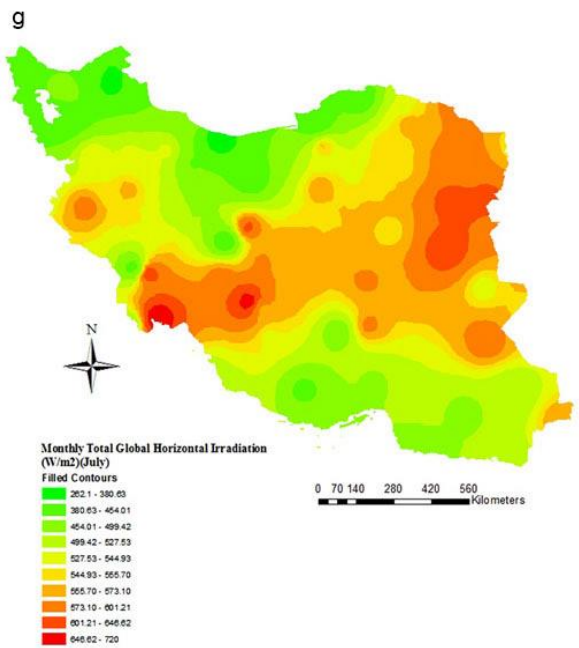 g
N
Monthly Total Global Horizontal Irradiation
(W/m2)(July)
Filled Contours
262.1 - 380.63
380.63 - 454.01
454.01 - 499.42
499.42 - 527.53
527.53 - 544.93
544.93 - 555.70
555.70 - 573.10
573.10 - 601.21
601.21 - 646.62
646.62 - 720
0 70 140 280 420 560
Kilometers